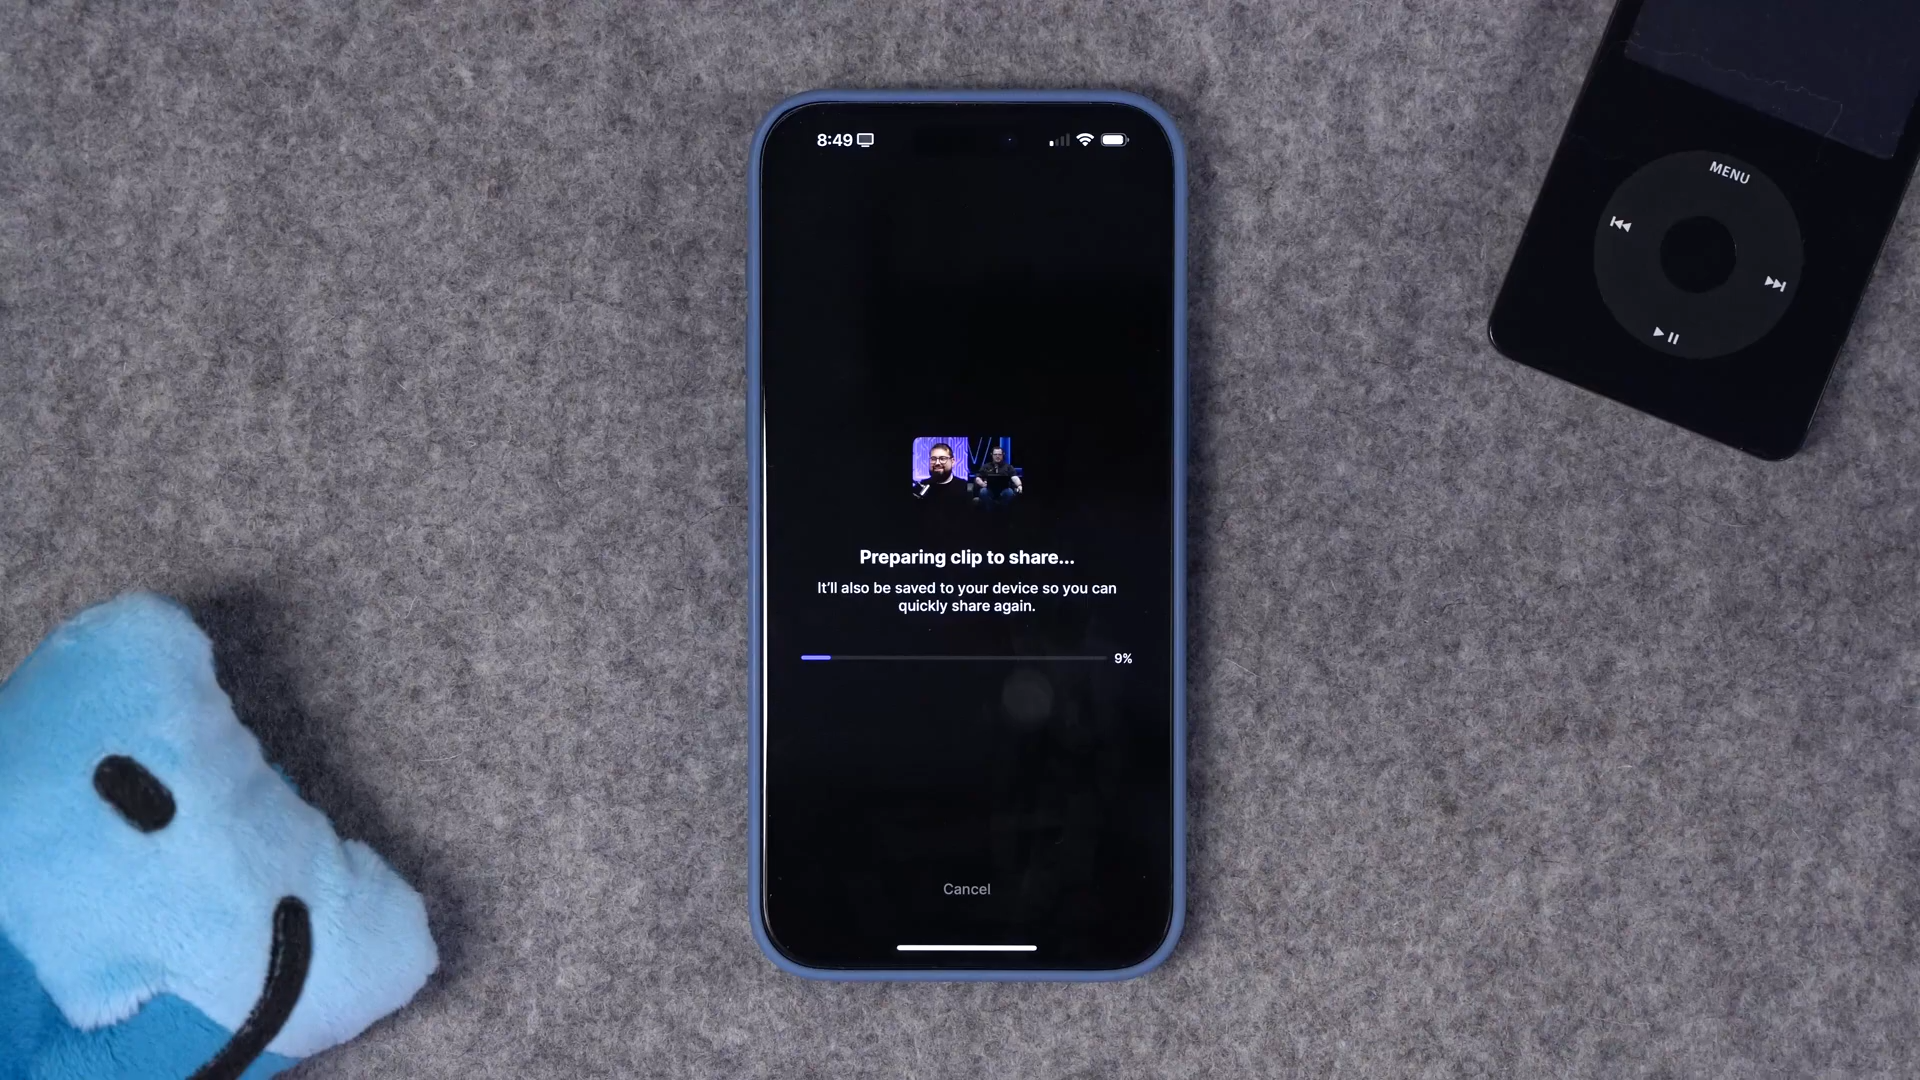 8:49
MENU
Preparing clip to share...
It'll also be saved to your device so you can
quickly share again.
9%
Cancel